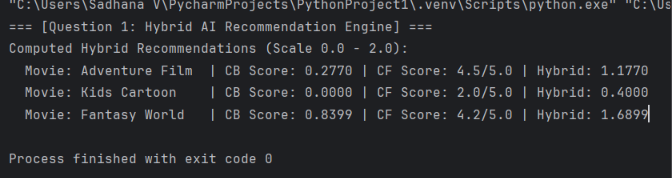 "C:\Users\Sadhana V\PycharmProjects\PythonProject1\.venv\Scripts\python.exe" "C:\Us
=== [Question 1: Hybrid AI Recommendation Engine] ===
Computed Hybrid Recommendations (Scale 0.0 - 2.0):
  Movie: Adventure Film  | CB Score: 0.2770 | CF Score: 4.5/5.0 | Hybrid: 1.1770
  Movie: Kids Cartoon    | CB Score: 0.0000 | CF Score: 2.0/5.0 | Hybrid: 0.4000
  Movie: Fantasy World   | CB Score: 0.8399 | CF Score: 4.2/5.0 | Hybrid: 1.6899

Process finished with exit code 0